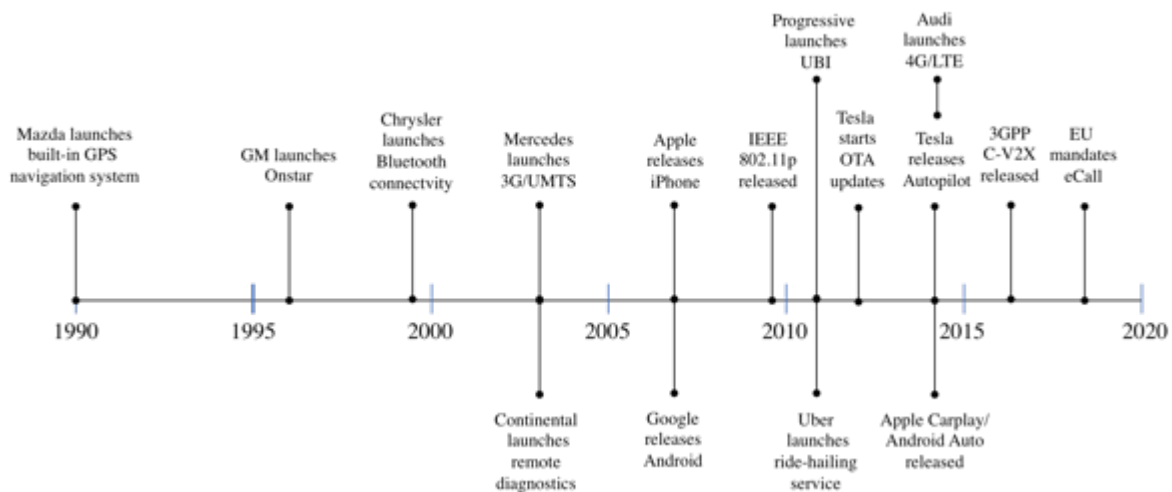 Mazda launches
built-in GPS
navigation system
GM launches
Onstar
Chrysler
launches
Bluetooth
connectvity
Mercedes
launches
3G/UMTS
Apple
releases
iPhone
IEEE
802.11p
released
Progressive
launches
UBI
Tesla
starts
OTA
updates
Audi
launches
4G/LTE
Tesla
releases
Autopilot
3GPP
C-V2X
released
EU
mandates
eCall
1990
1995
2000
2005
2010
2015
2020
Continental
launches
remote
diagnostics
Google
releases
Android
Uber
launches
ride-hailing
service
Apple Carplay/
Android Auto
released